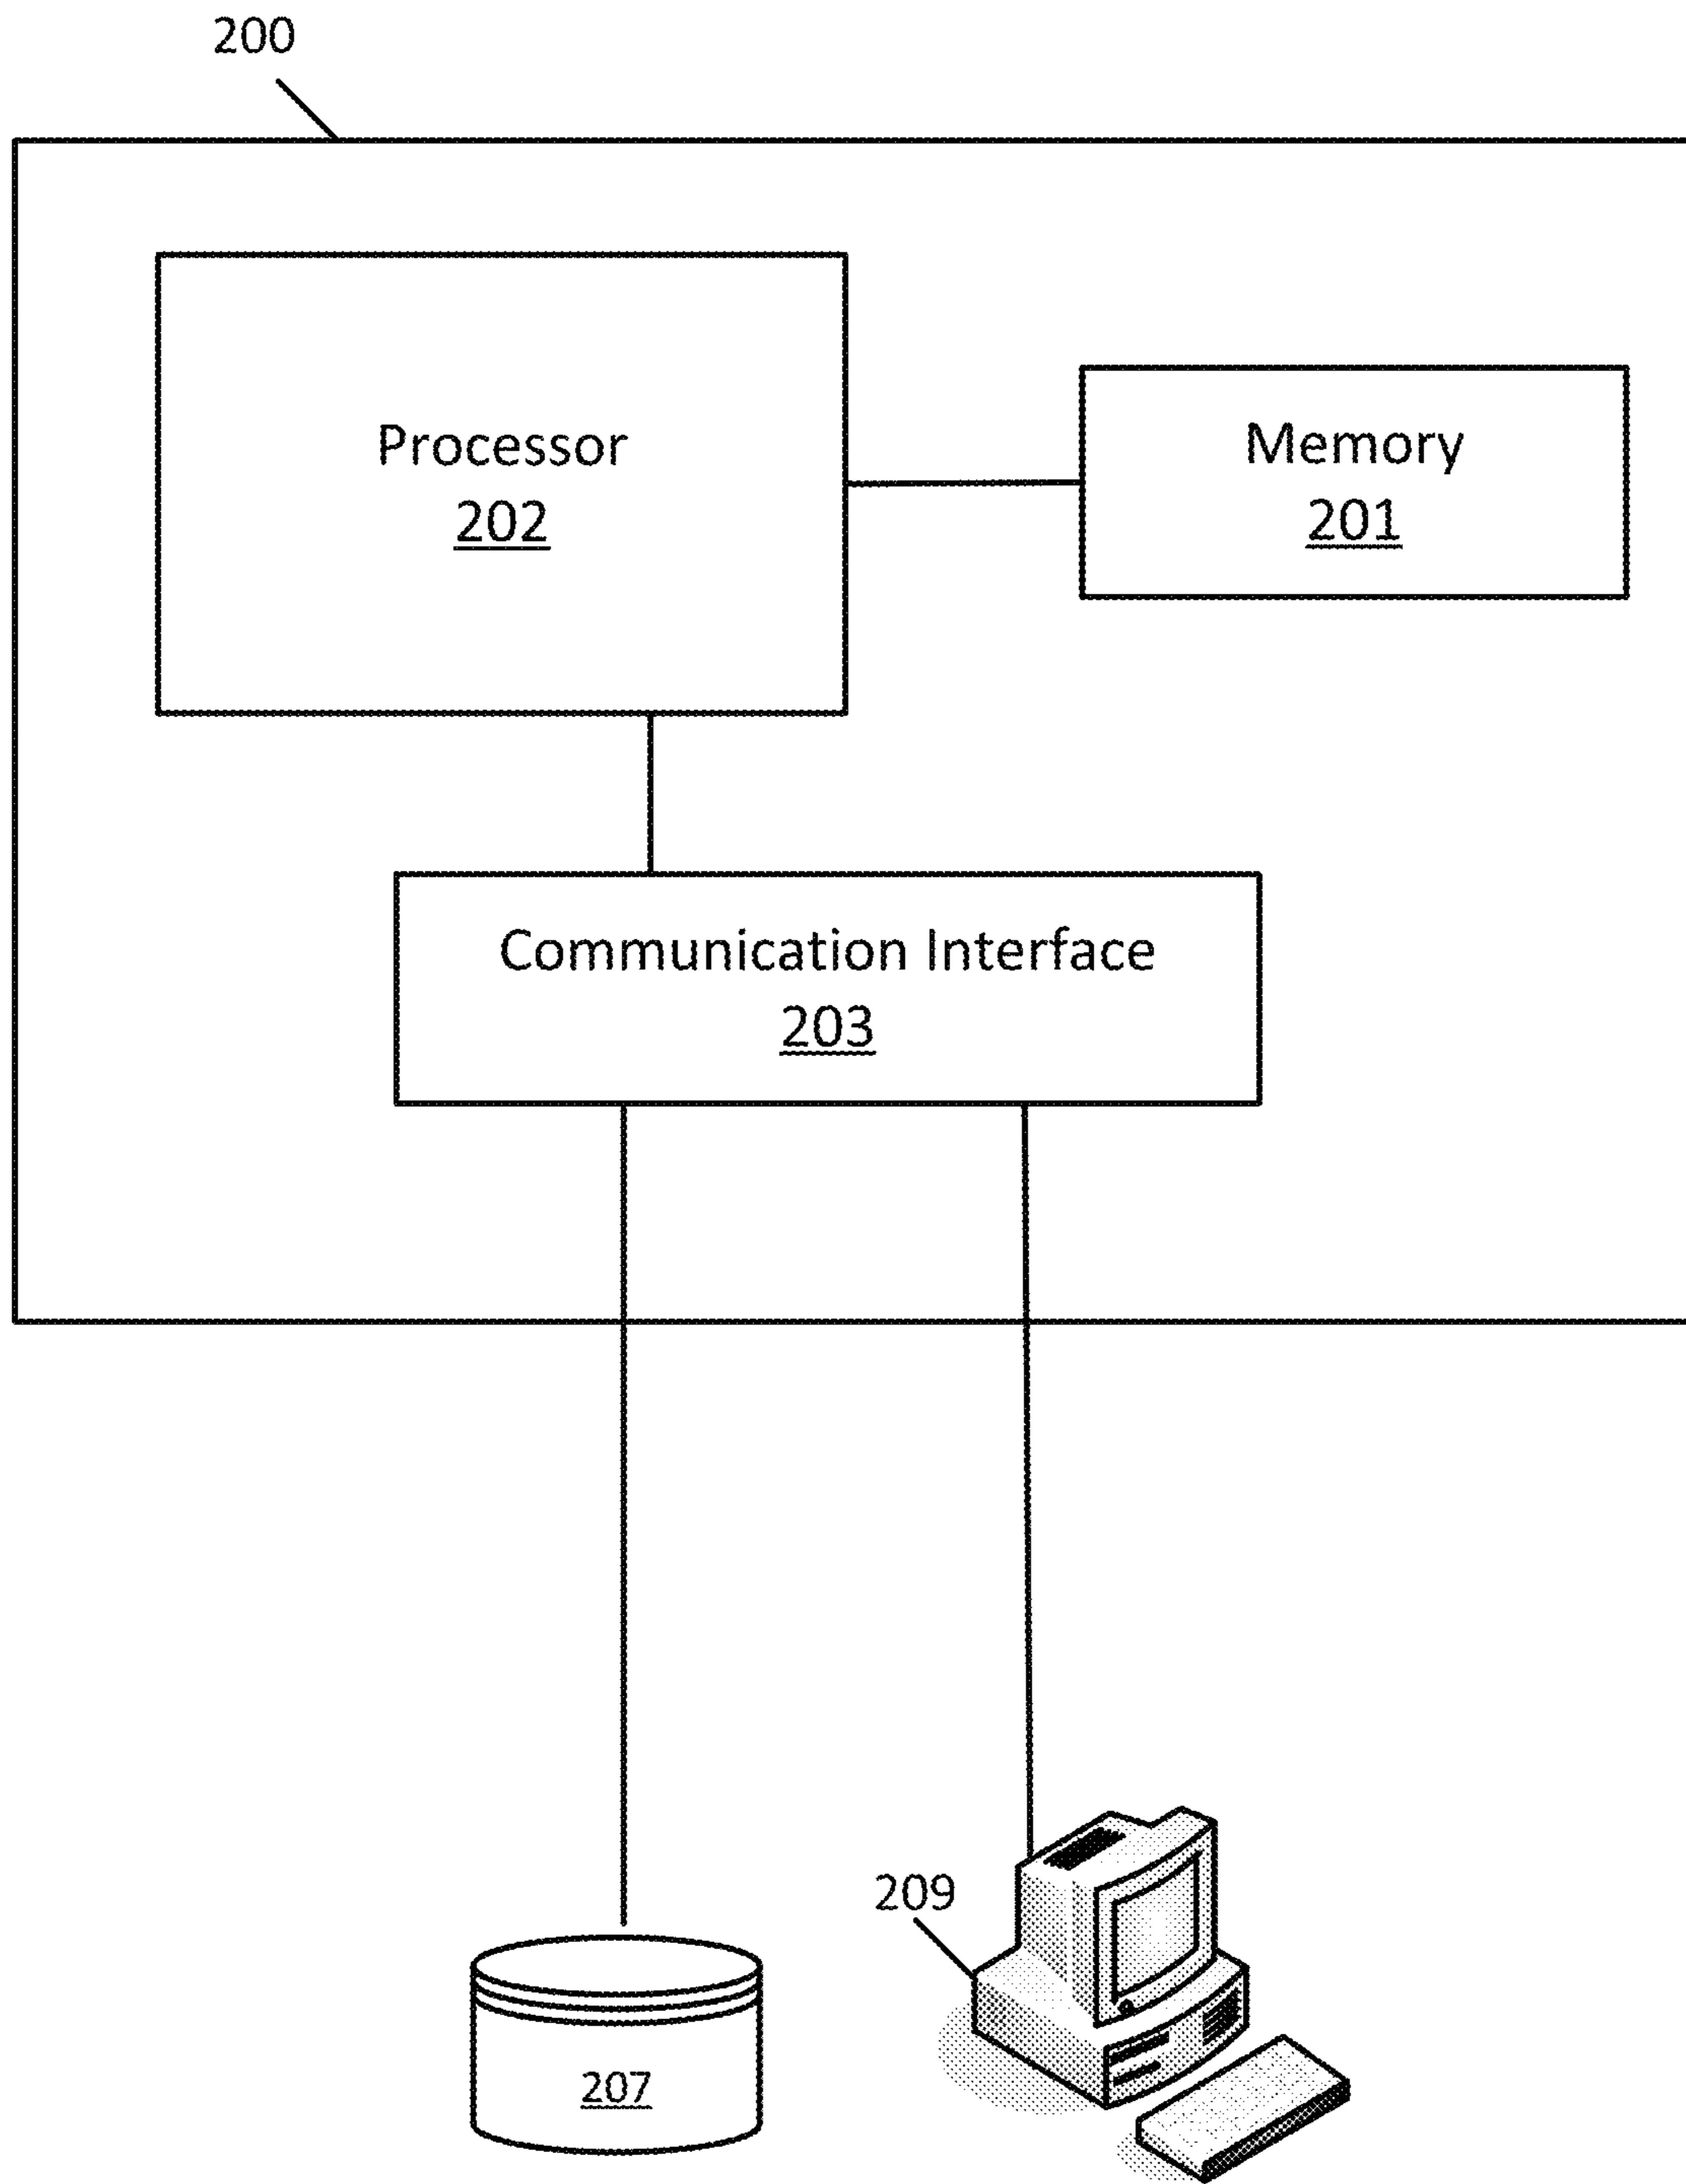 200
Processor
202
Memory
201
Communication Interface
203
209
207